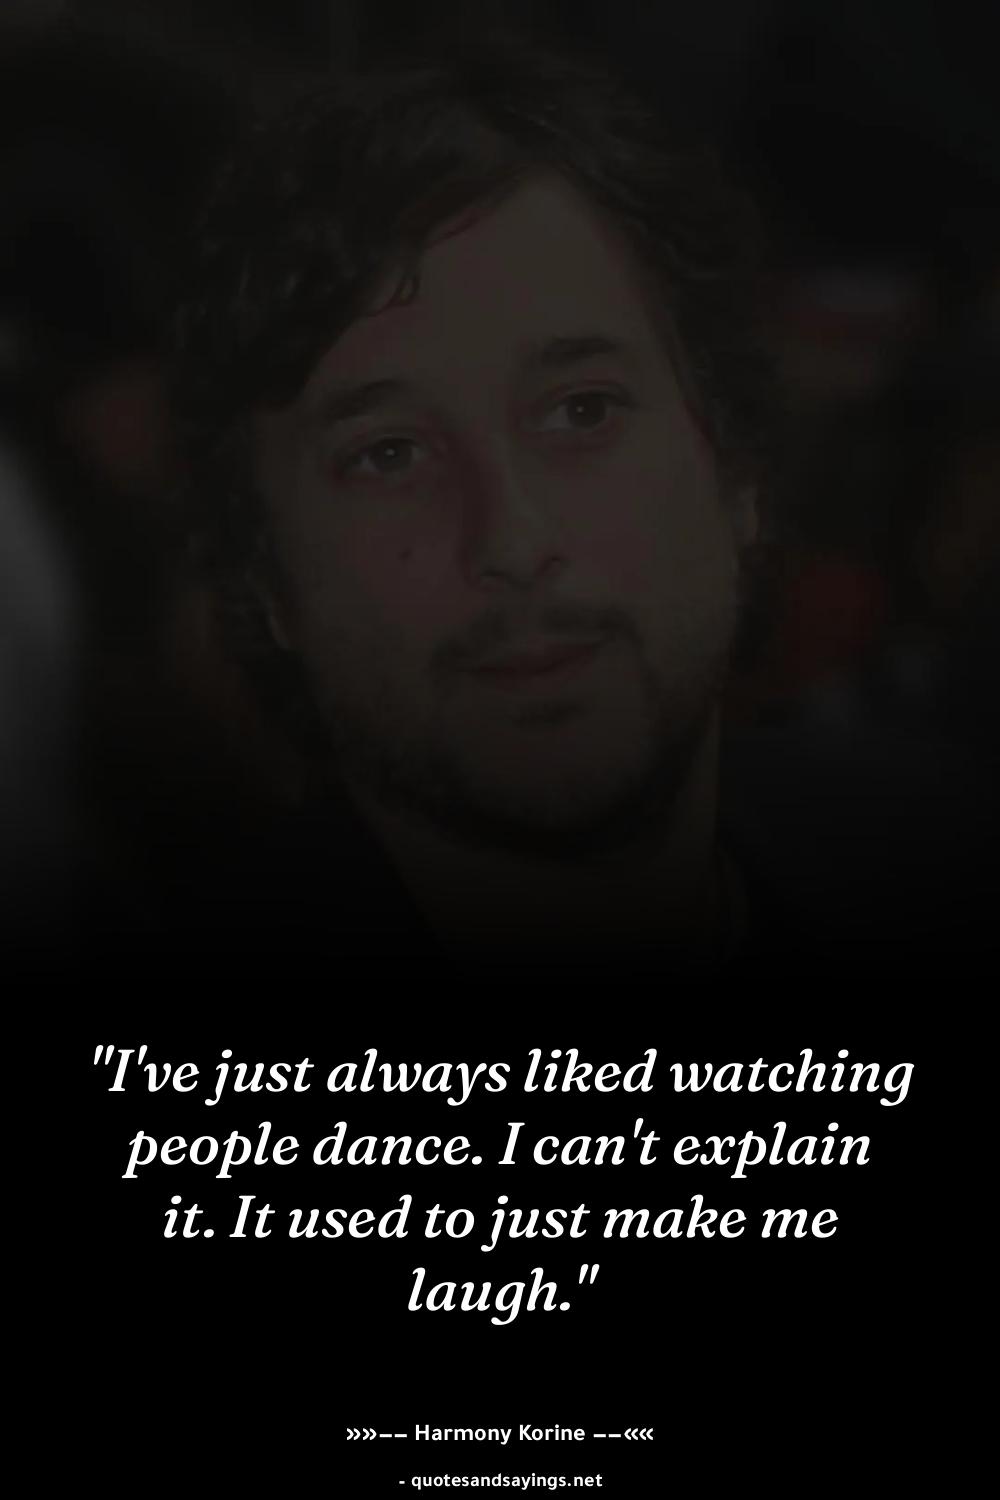 "I've just always liked watching
people dance. I can't explain
it. It used to just make me
laugh."
»»−− Harmony Korine −−««
- quotesandsayings.net